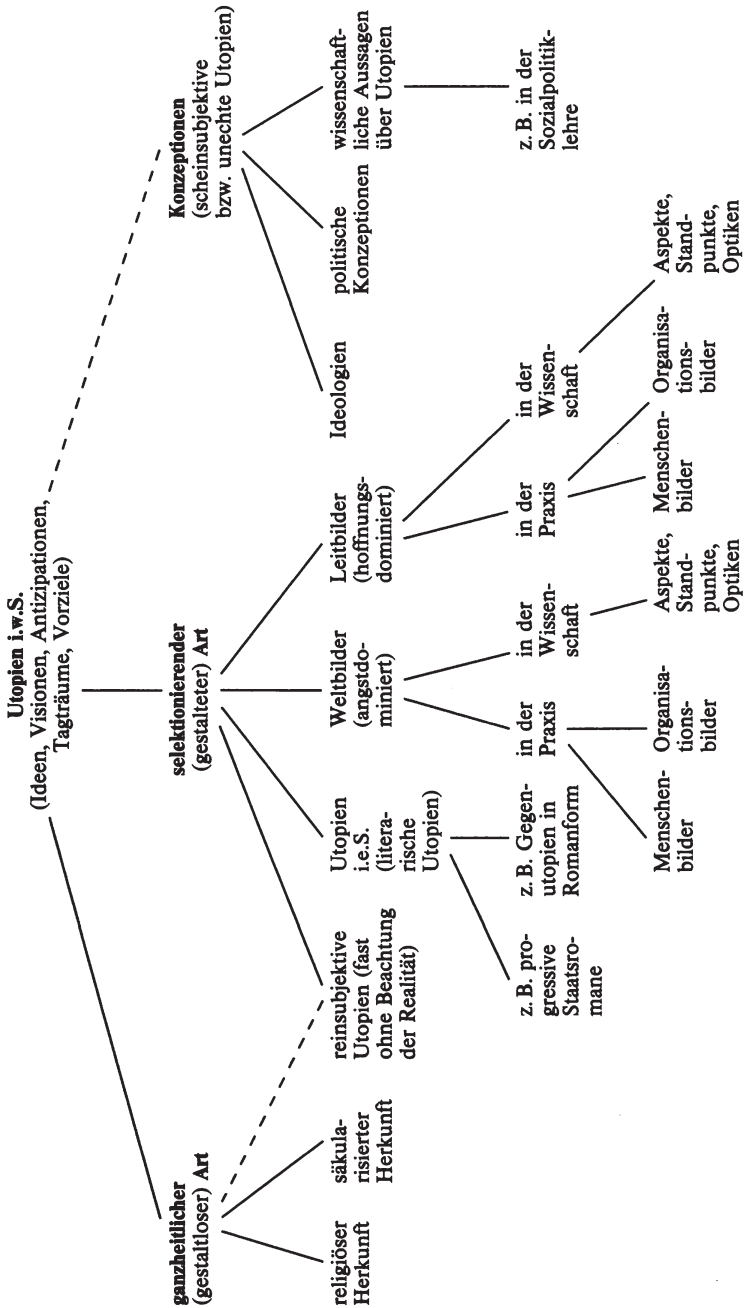 Utopien i.w.S.
(Ideen, Visionen, Antizipationen,
Tagträume, Vorziele)
ganzheitlicher
(gestaltloser) Art
selektionierender
(gestalteter) Art
Konzeptionen
(scheinsubjektive
bzw. unechte Utopien)
religiöser
Herkunft
säkula-
risierter
Herkunft
reinsubjektive
Utopien (fast
ohne Beachtung
der Realität)
Utopien
i.e.S.
(litera-
rische
Utopien)
Weltbilder
(angstdo-
miniert)
Leitbilder
(hoffnungs-
dominiert)
Ideologien
politische
Konzeptionen
wissenschaft-
liche Aussagen
über Utopien
z.B. pro-
gressive
Staatsro-
mane
z.B. Gegen-
utopien in
Romanform
in der
Praxis
in der
Wissen-
schaft
in der
Praxis
in der
Wissen-
schaft
z.B. in der
Sozialpolitik-
lehre
Menschen-
bilder
Organisa-
tions-
bilder
Aspekte,
Stand-
punkte,
Optiken
Menschen-
bilder
Organisa-
tions-
bilder
Aspekte,
Stand-
punkte,
Optiken